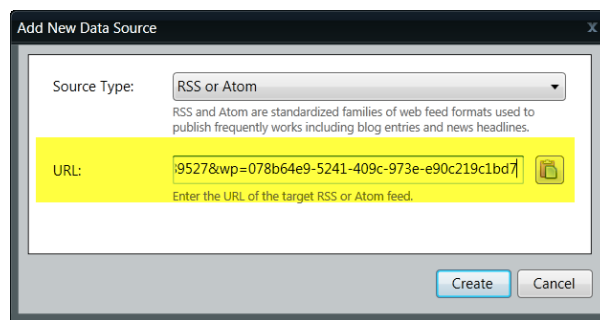 Add New Data Source x
Source Type: RSS or Atom
RSS and Atom are standardized families of web feed formats used to
publish frequently works including blog entries and news headlines.
URL: 9527&wp=078b64e9-5241-409c-973e-e90c219c1bd7
Enter the URL of the target RSS or Atom feed.
Create Cancel